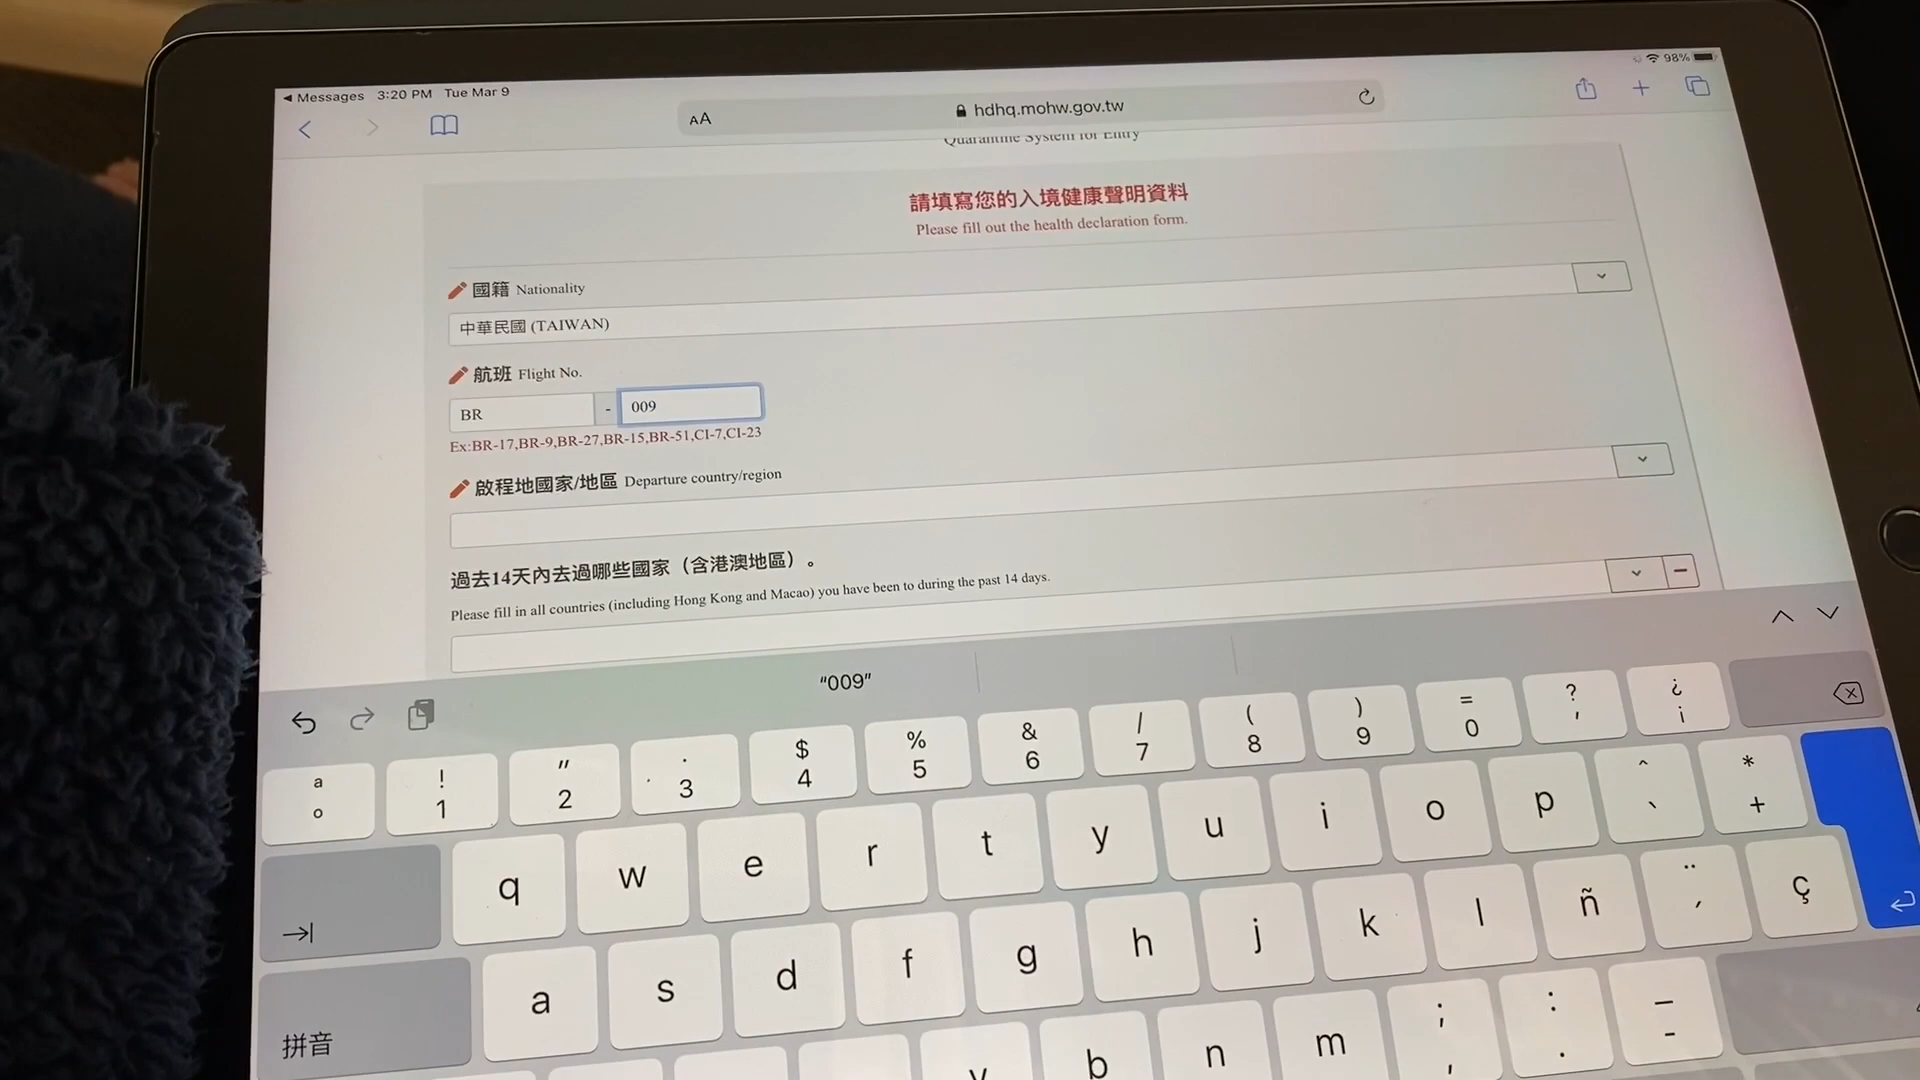 ◀ Messages 3:20 PM Tue Mar 9 98%
AA hdhq.mohw.gov.tw
Quarantine System for Entry
請填寫您的入境健康聲明資料
Please fill out the health declaration form.
國籍 Nationality
中華民國 (TAIWAN)
航班 Flight No.
BR - 009
Ex:BR-17,BR-9,BR-27,BR-15,BR-51,CI-7,CI-23
啟程地國家/地區 Departure country/region
過去14天內去過哪些國家（含港澳地區）。
Please fill in all countries (including Hong Kong and Macao) you have been to during the past 14 days.
"009"
a ! " · $ % & / ( ) = ? ¿
o 1 2 3 4 5 6 7 8 9 0 ' ¡
q w e r t y u i o p ^ ` * +
a s d f g h j k l ñ ¨ ´ ç
拼音 v b n m ; , : . _ -